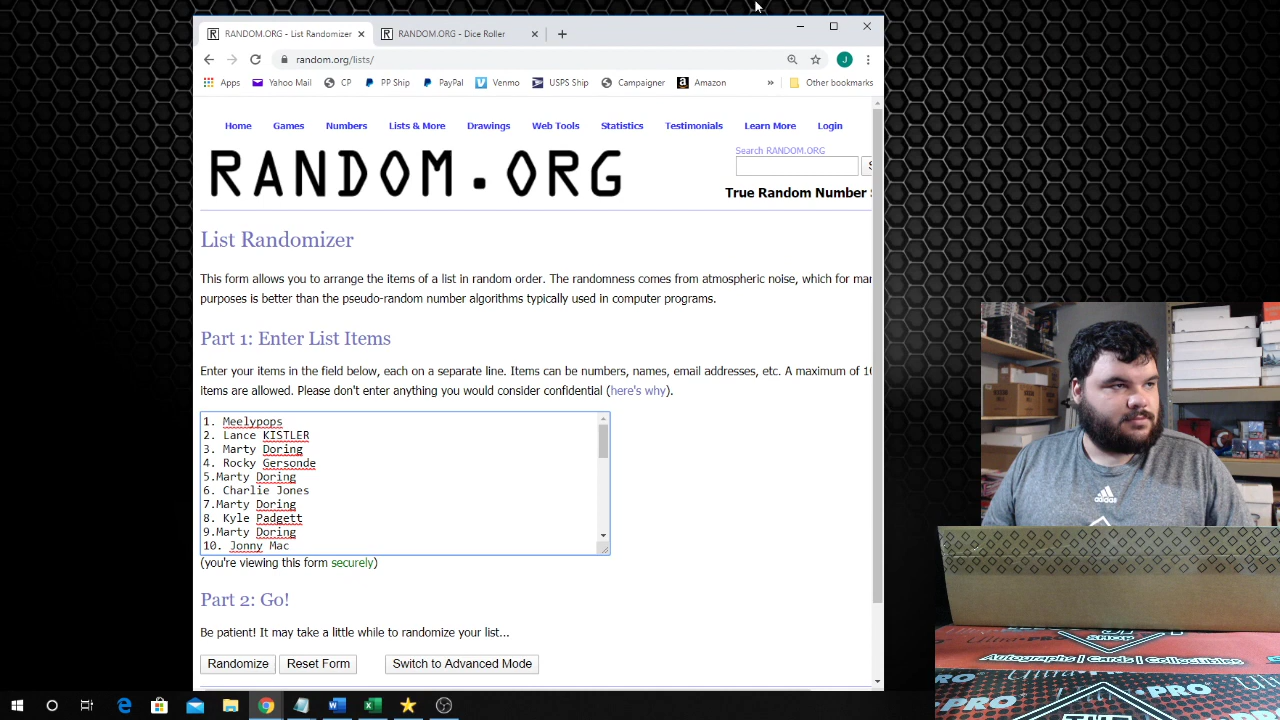 RANDOM.ORG - List Randomizer
RANDOM.ORG - Dice Roller
random.org/lists/
J
Apps
Yahoo Mail
CP
PP Ship
PayPal
Venmo
USPS Ship
Campaigner
Amazon
»
Other bookmarks
Home
Games
Numbers
Lists & More
Drawings
Web Tools
Statistics
Testimonials
Learn More
Login
RANDOM.ORG
Search RANDOM.ORG
True Random Number
List Randomizer
This form allows you to arrange the items of a list in random order. The randomness comes from atmospheric noise, which for
purposes is better than the pseudo-random number algorithms typically used in computer programs.
Part 1: Enter List Items
Enter your items in the field below, each on a separate line. Items can be numbers, names, email addresses, etc. A maximum of
items are allowed. Please don't enter anything you would consider confidential (here's why).
1. Meelypops
2. Lance KISTLER
3. Marty Doring
4. Rocky Gersonde
5.Marty Doring
6. Charlie Jones
7.Marty Doring
8. Kyle Padgett
9.Marty Doring
10. Jonny Mac
(you're viewing this form securely)
Part 2: Go!
Be patient! It may take a little while to randomize your list...
Randomize
Reset Form
Switch to Advanced Mode
adidas
SHOP
Autographs | Cards | Collectibles